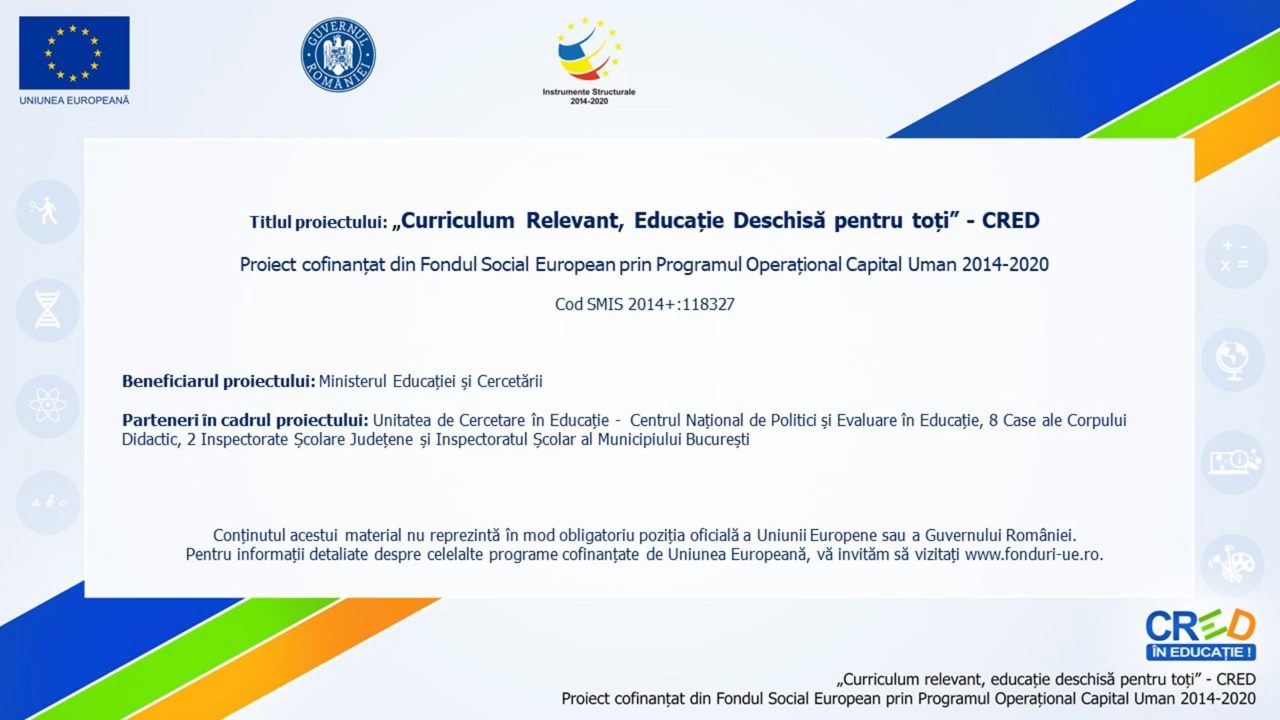 UNIUNEA EUROPEANĂ
GUVERNUL ROMÂNIEI
Instrumente Structurale
2014-2020
Titlul proiectului: „Curriculum Relevant, Educație Deschisă pentru toți” - CRED
Proiect cofinanțat din Fondul Social European prin Programul Operațional Capital Uman 2014-2020
Cod SMIS 2014+:118327
+ -
x =
Beneficiarul proiectului: Ministerul Educației și Cercetării
Parteneri în cadrul proiectului: Unitatea de Cercetare în Educație - Centrul Național de Politici și Evaluare în Educație, 8 Case ale Corpului
Didactic, 2 Inspectorate Școlare Județene și Inspectoratul Școlar al Municipiului București
a b c
Conținutul acestui material nu reprezintă în mod obligatoriu poziția oficială a Uniunii Europene sau a Guvernului României.
Pentru informații detaliate despre celelalte programe cofinanțate de Uniunea Europeană, vă invităm să vizitați www.fonduri-ue.ro.
CRED
ÎN EDUCAȚIE !
„Curriculum relevant, educație deschisă pentru toți” - CRED
Proiect cofinanțat din Fondul Social European prin Programul Operațional Capital Uman 2014-2020